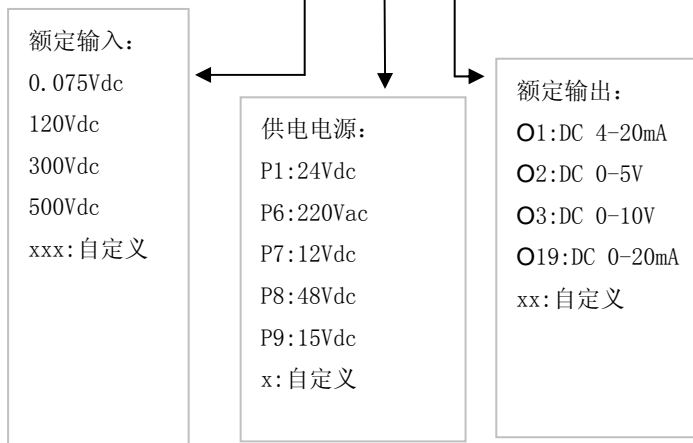 额定输入:
0.075Vdc
120Vdc
300Vdc
500Vdc
xxx:自定义
供电电源:
P1:24Vdc
P6:220Vac
P7:12Vdc
P8:48Vdc
P9:15Vdc
x:自定义
额定输出:
O1:DC 4-20mA
O2:DC 0-5V
O3:DC 0-10V
O19:DC 0-20mA
xx:自定义